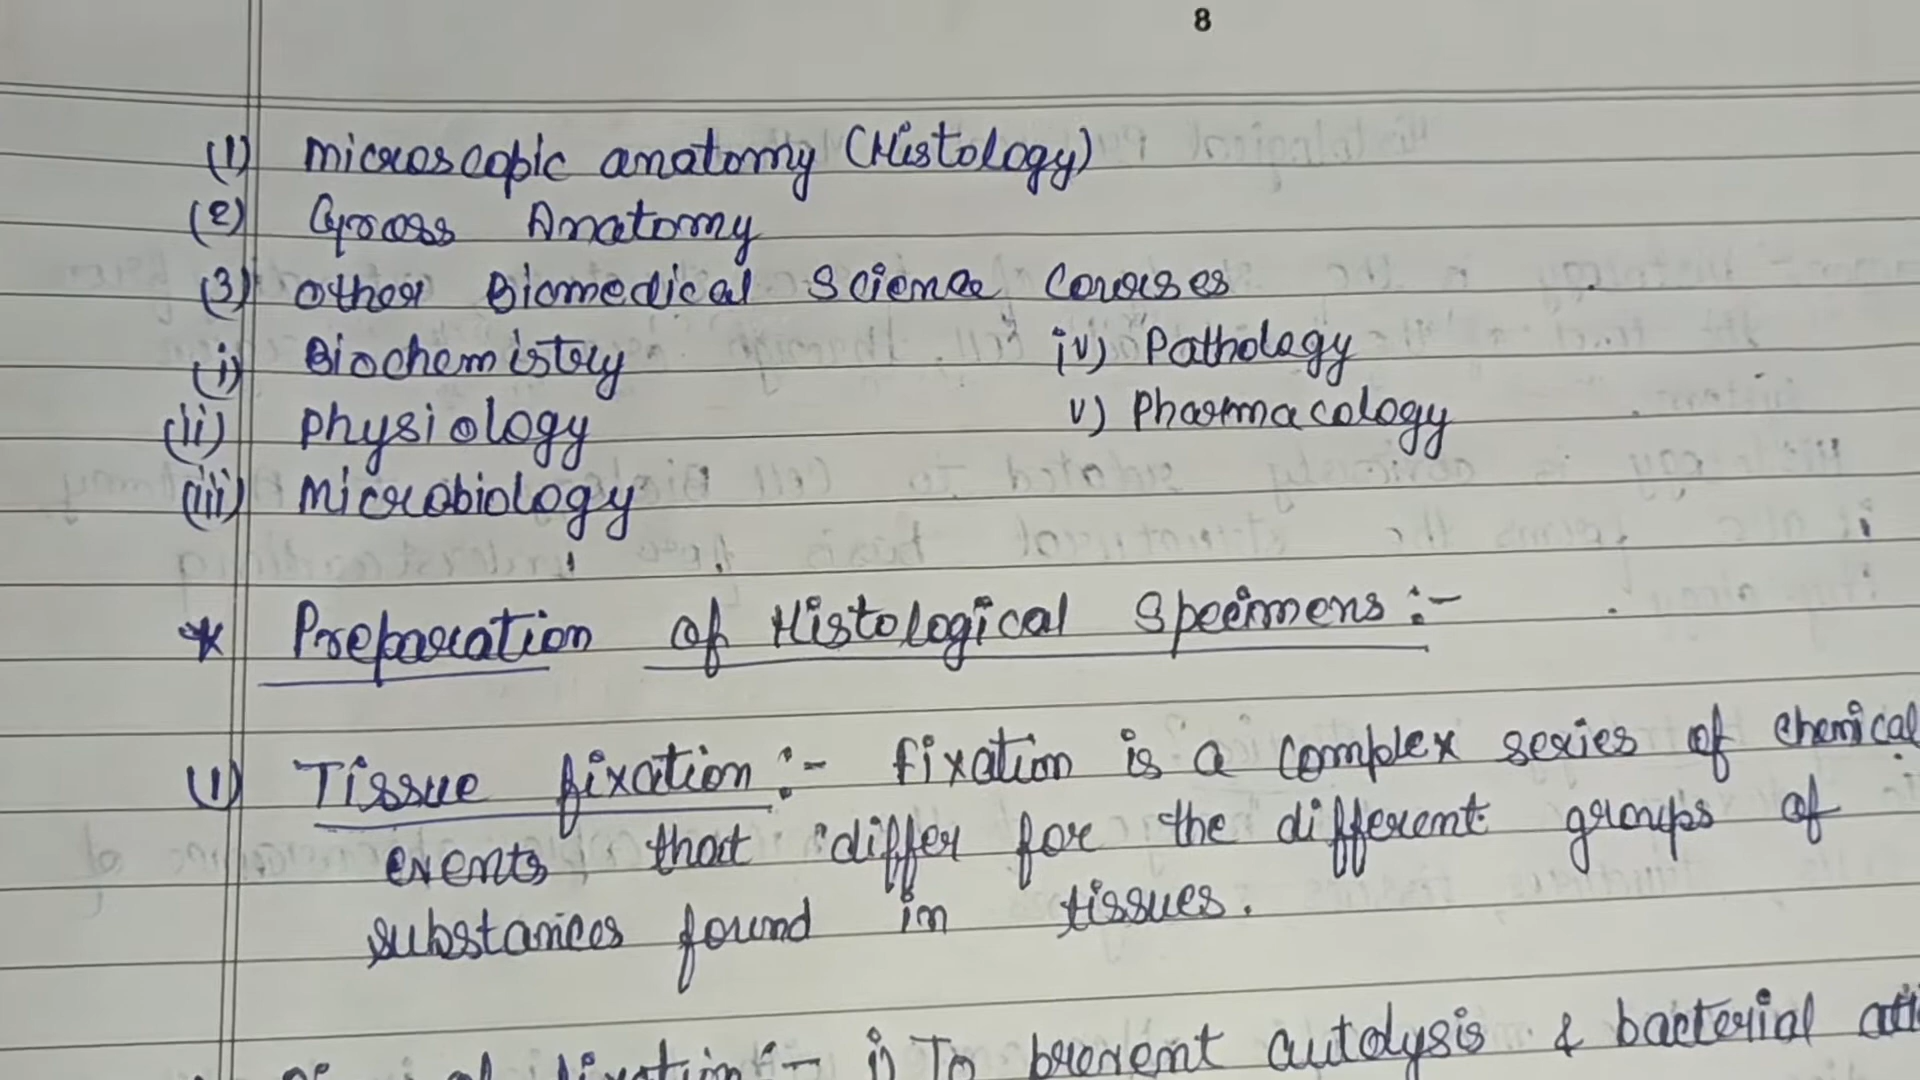 8
(1) Microscopic anatomy (Histology)
(2) Gross Anatomy
(3) Other Biomedical Science Courses
(i) Biochemistry
(ii) Physiology
(iii) Microbiology
iv) Pathology
v) Pharmacology
* Preparation of Histological Specimens :-
(1) Tissue fixation :- fixation is a complex series of chemical
events that differ for the different groups of
substances found in tissues.
of fixation :- i) To prevent autolysis & bacterial